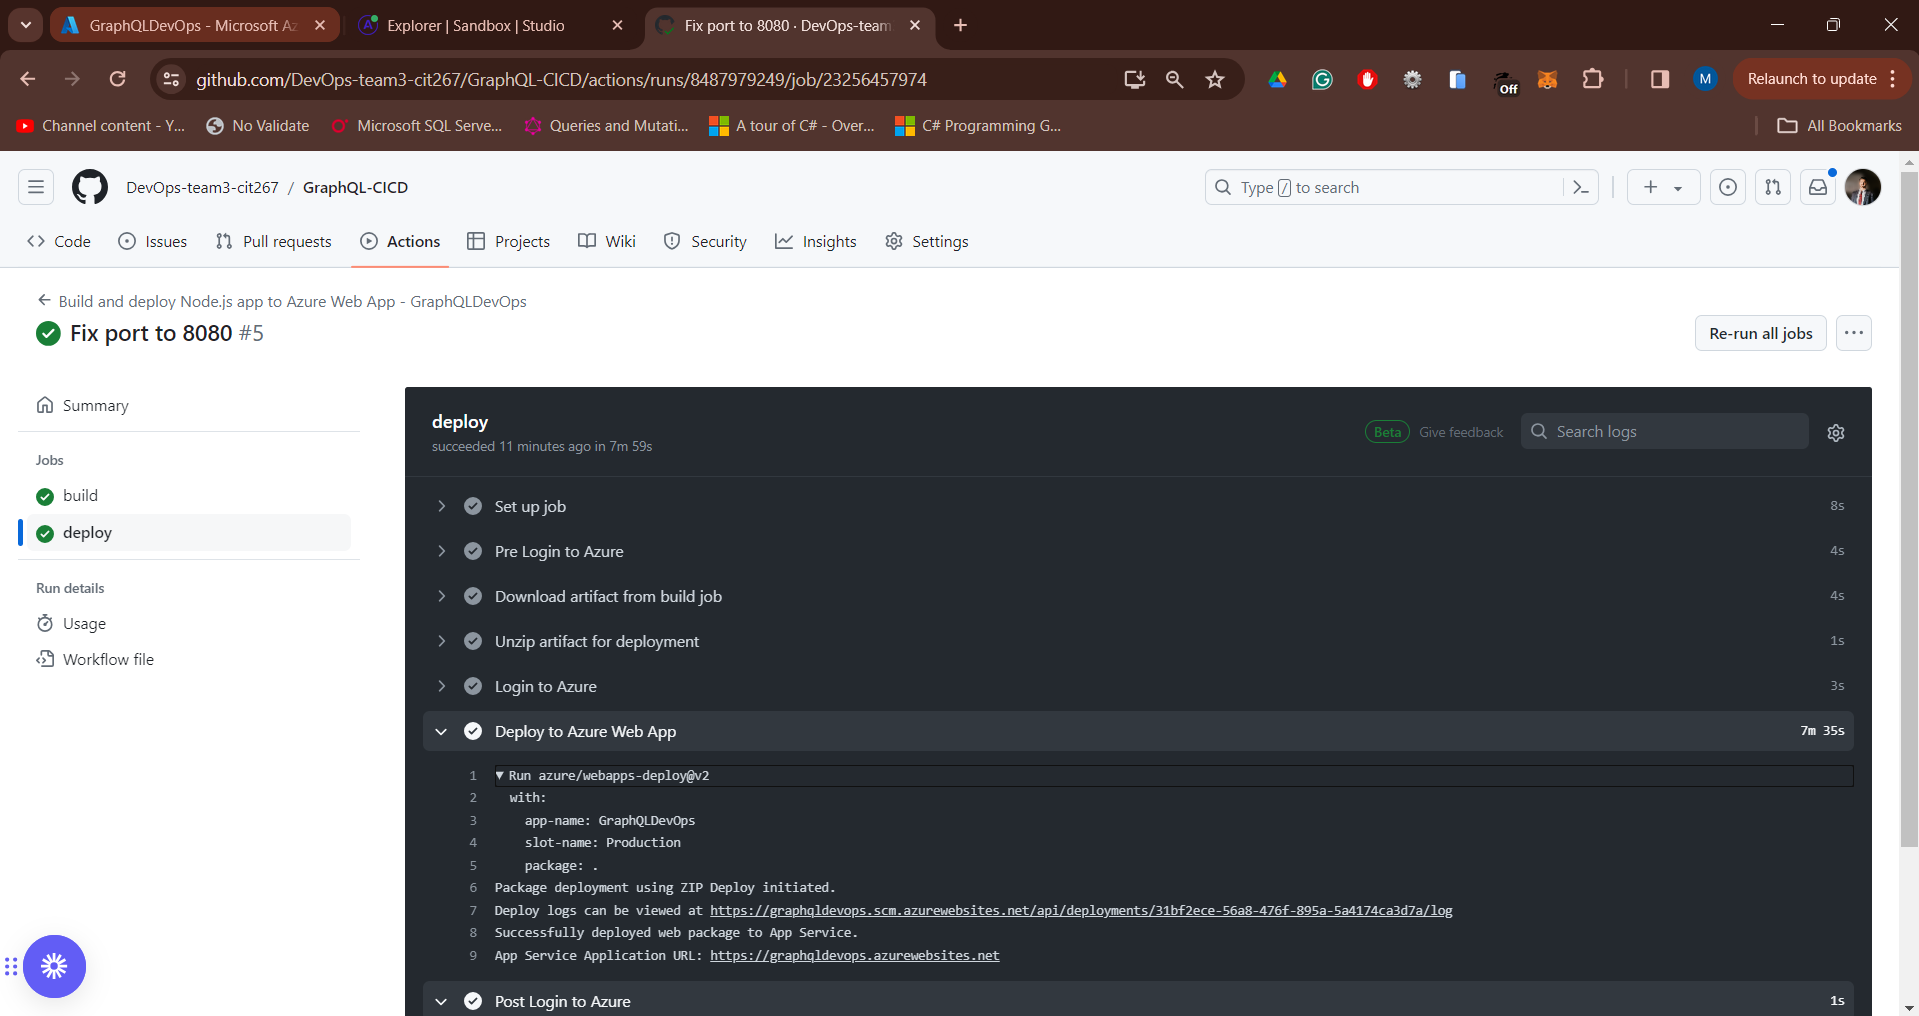 GraphQLDevOps - Microsoft Az
Explorer | Sandbox | Studio
Fix port to 8080 · DevOps-team
github.com/DevOps-team3-cit267/GraphQL-CICD/actions/runs/8487979249/job/23256457974
Off
M
Relaunch to update
Channel content - Y...
No Validate
Microsoft SQL Serve...
Queries and Mutati...
A tour of C# - Over...
C# Programming G...
All Bookmarks
DevOps-team3-cit267 / GraphQL-CICD
Type / to search
Code
Issues
Pull requests
Actions
Projects
Wiki
Security
Insights
Settings
Build and deploy Node.js app to Azure Web App - GraphQLDevOps
Fix port to 8080 #5
Re-run all jobs
Summary
Jobs
build
deploy
Run details
Usage
Workflow file
deploy
succeeded 11 minutes ago in 7m 59s
Beta
Give feedback
Search logs
Set up job 8s
Pre Login to Azure 4s
Download artifact from build job 4s
Unzip artifact for deployment 1s
Login to Azure 3s
Deploy to Azure Web App 7m 35s
1 ▼ Run azure/webapps-deploy@v2
2 with:
3 app-name: GraphQLDevOps
4 slot-name: Production
5 package: .
6 Package deployment using ZIP Deploy initiated.
7 Deploy logs can be viewed at https://graphqldevops.scm.azurewebsites.net/api/deployments/31bf2ece-56a8-476f-895a-5a4174ca3d7a/log
8 Successfully deployed web package to App Service.
9 App Service Application URL: https://graphqldevops.azurewebsites.net
Post Login to Azure 1s